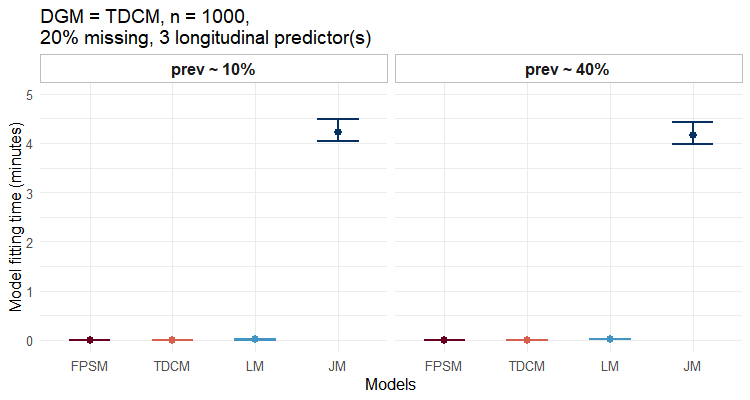 DGM = TDCM, n = 1000,
20% missing, 3 longitudinal predictor(s)
prev ~ 10%
prev ~ 40%
Model fitting time (minutes)
5
4
3
2
1
0
FPSM TDCM LM JM
FPSM TDCM LM JM
Models